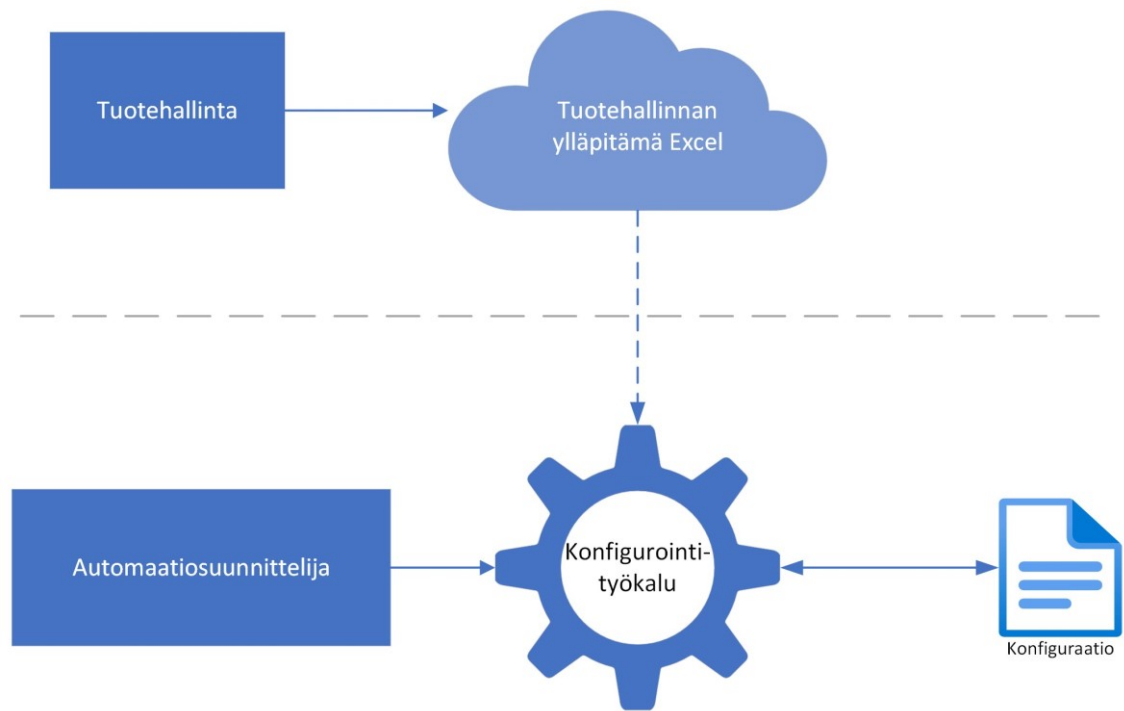 Tuotehallinta
Tuotehallinnan
ylläpitämä Excel
Automaatiosuunnittelija
Konfigurointi-
työkalu
Konfiguraatio